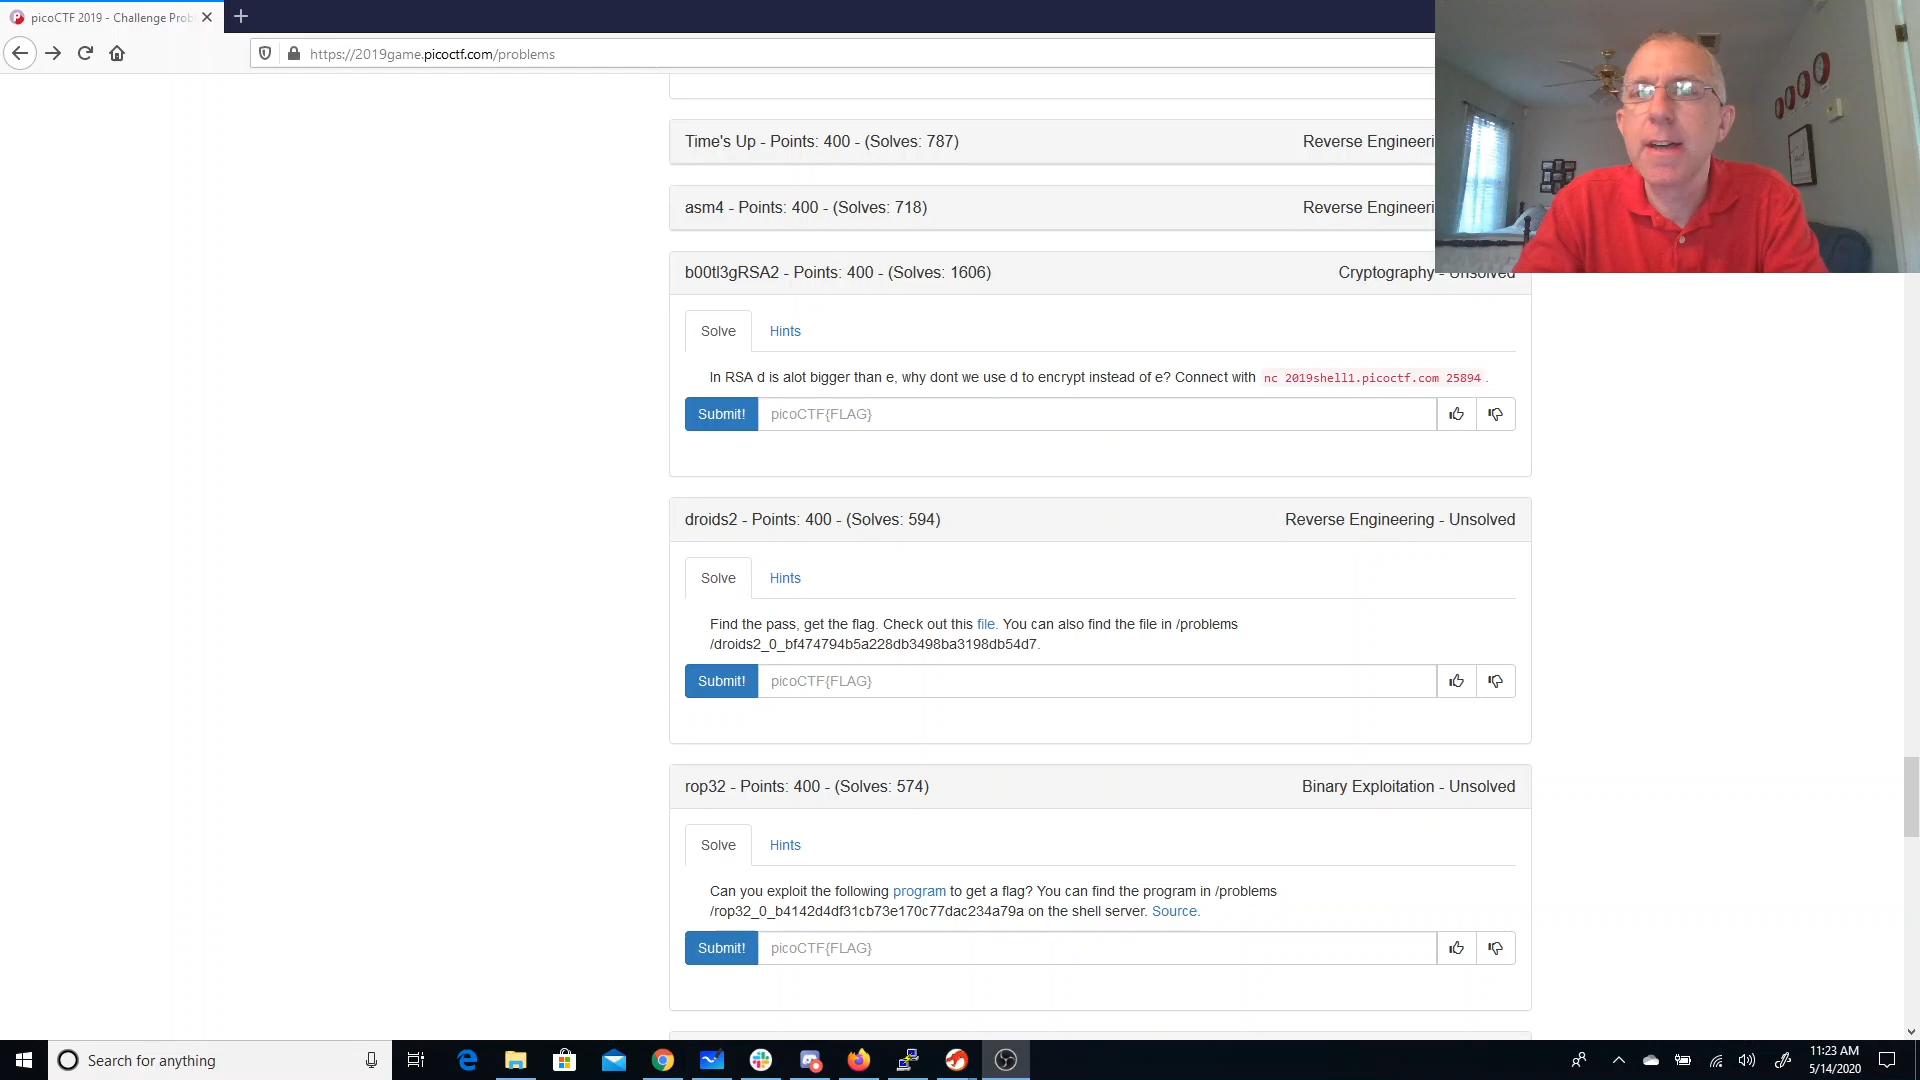 picoCTF 2019 - Challenge Prob
https://2019game.picoctf.com/problems
Time's Up - Points: 400 - (Solves: 787)
Reverse Engineeri
asm4 - Points: 400 - (Solves: 718)
Reverse Engineeri
b00tl3gRSA2 - Points: 400 - (Solves: 1606)
Cryptography - Unsolved
Solve
Hints
In RSA d is alot bigger than e, why dont we use d to encrypt instead of e? Connect with nc 2019shell1.picoctf.com 25894.
Submit!
picoCTF{FLAG}
droids2 - Points: 400 - (Solves: 594)
Reverse Engineering - Unsolved
Solve
Hints
Find the pass, get the flag. Check out this file. You can also find the file in /problems
/droids2_0_bf474794b5a228db3498ba3198db54d7.
Submit!
picoCTF{FLAG}
rop32 - Points: 400 - (Solves: 574)
Binary Exploitation - Unsolved
Solve
Hints
Can you exploit the following program to get a flag? You can find the program in /problems
/rop32_0_b4142d4df31cb73e170c77dac234a79a on the shell server. Source.
Submit!
picoCTF{FLAG}
Search for anything
11:23 AM
5/14/2020